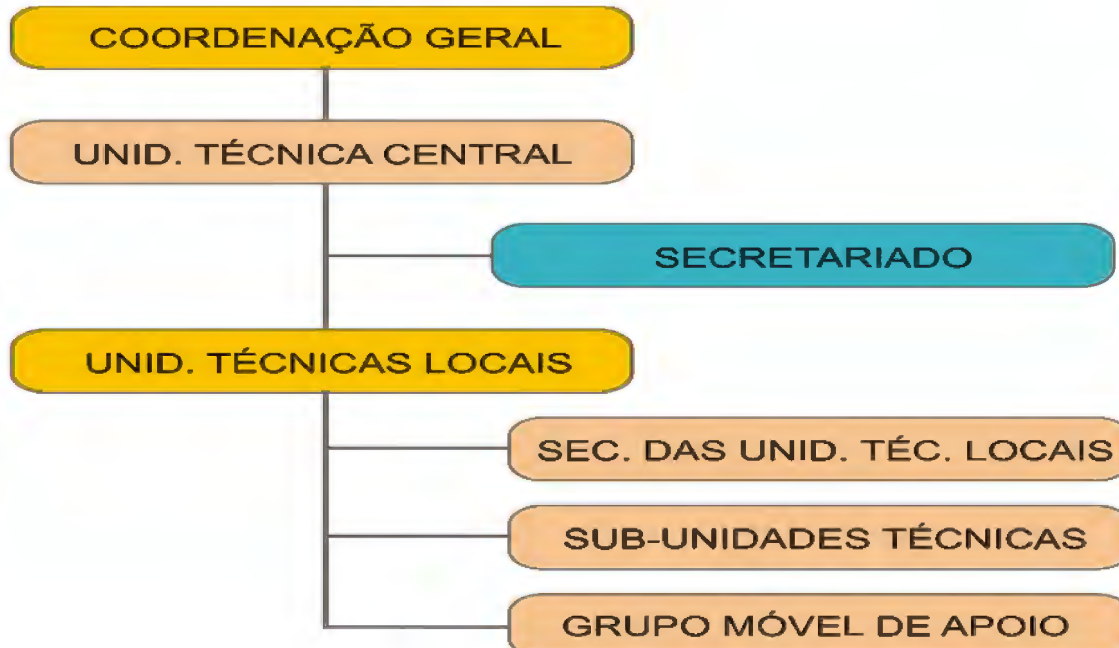 COORDENAÇÃO GERAL
UNID. TÉCNICA CENTRAL
SECRETARIADO
UNID. TÉCNICAS LOCAIS
SEC. DAS UNID. TÉC. LOCAIS
SUB-UNIDADES TÉCNICAS
GRUPO MÓVEL DE APOIO